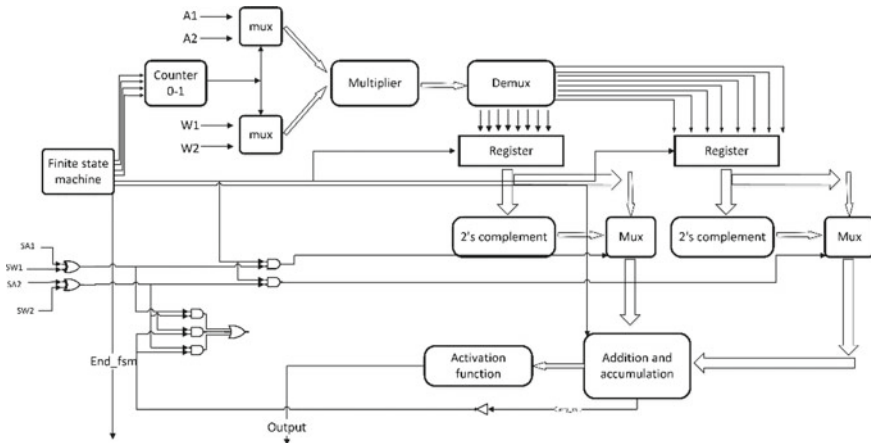 A1
A2
mux
Counter
0-1
Multiplier
Demux
W1
W2
mux
Finite state
machine
Register
Register
2's complement
Mux
2's complement
Mux
SA1
SW1
SA2
SW2
End_fsm
Activation
function
Addition and
accumulation
Output